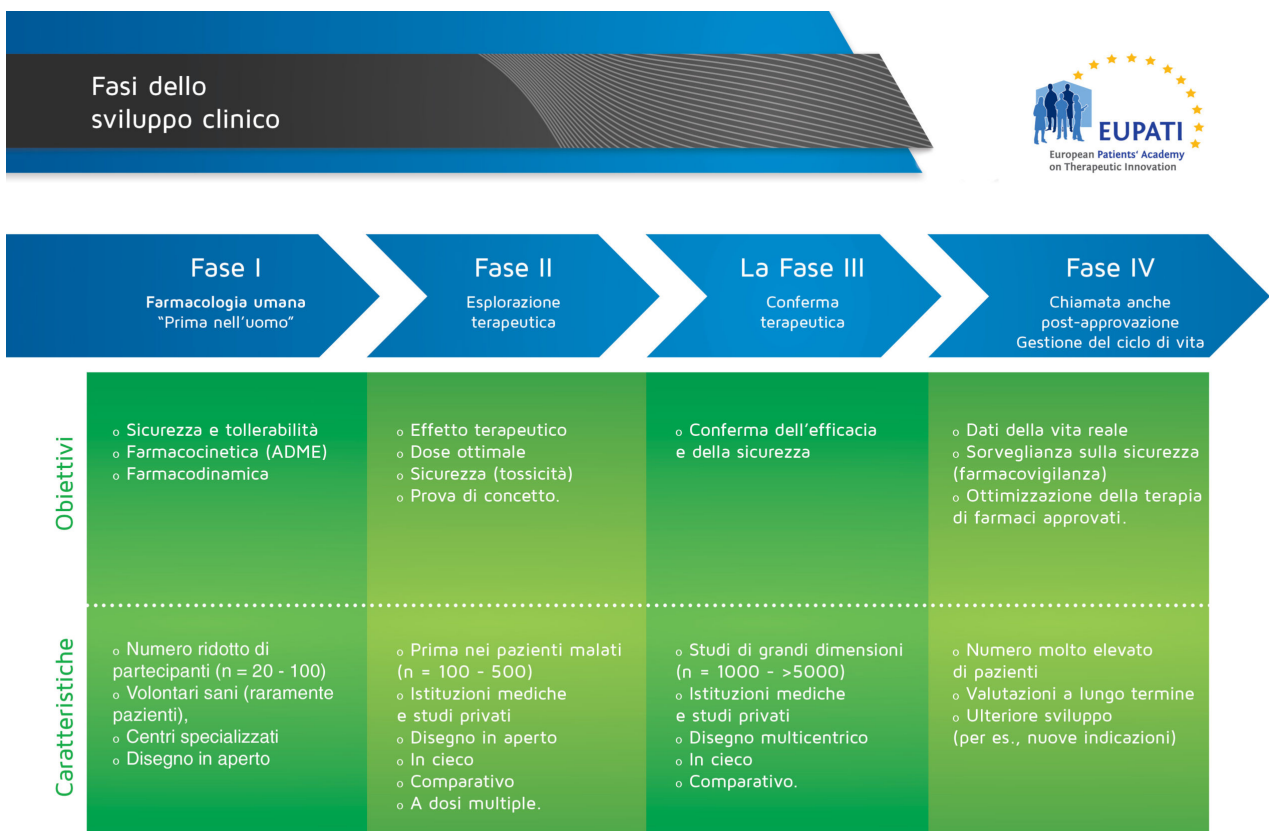 Fasi dello
sviluppo clinico
EUPATI
European Patients' Academy
on Therapeutic Innovation
Fase I
Farmacologia umana
“Prima nell'uomo”
Fase II
Esplorazione
terapeutica
La Fase III
Conferma
terapeutica
Fase IV
Chiamata anche
post-approvazione
Gestione del ciclo di vita
Obiettivi
o Sicurezza e tollerabilità
o Farmacocinetica (ADME)
o Farmacodinamica
o Effetto terapeutico
o Dose ottimale
o Sicurezza (tossicità)
o Prova di concetto.
o Conferma dell'efficacia
e della sicurezza
o Dati della vita reale
o Sorveglianza sulla sicurezza
(farmacovigilanza)
o Ottimizzazione della terapia
di farmaci approvati.
Caratteristiche
o Numero ridotto di
partecipanti (n = 20 - 100)
o Volontari sani (raramente
pazienti),
o Centri specializzati
o Disegno in aperto
o Prima nei pazienti malati
(n = 100 - 500)
o Istituzioni mediche
e studi privati
o Disegno in aperto
o In cieco
o Comparativo
o A dosi multiple.
o Studi di grandi dimensioni
(n = 1000 - >5000)
o Istituzioni mediche
e studi privati
o Disegno multicentrico
o In cieco
o Comparativo.
o Numero molto elevato
di pazienti
o Valutazioni a lungo termine
o Ulteriore sviluppo
(per es., nuove indicazioni)